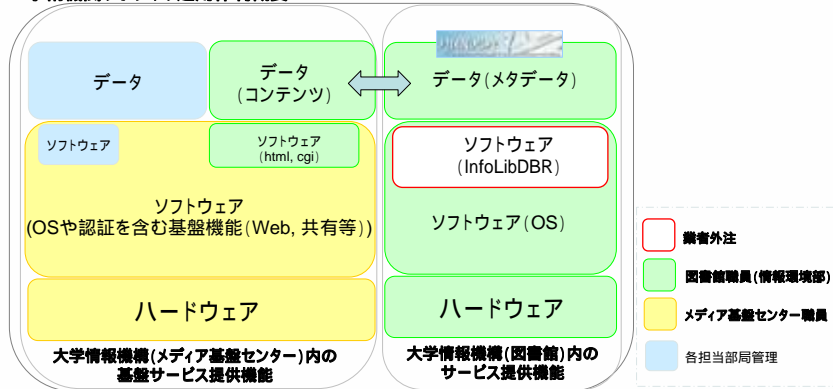 データ
データ
(コンテンツ)
データ(メタデータ)
ソフトウェア
ソフトウェア
(html, cgi)
ソフトウェア
(InfoLibDBR)
ソフトウェア
(OSや認証を含む基盤機能(Web, 共有等))
ソフトウェア(OS)
ハードウェア
ハードウェア
大学情報機構(メディア基盤センター)内の
基盤サービス提供機能
大学情報機構(図書館)内の
サービス提供機能
業者外注
図書館職員(情報環境部)
メディア基盤センター職員
各担当部局管理